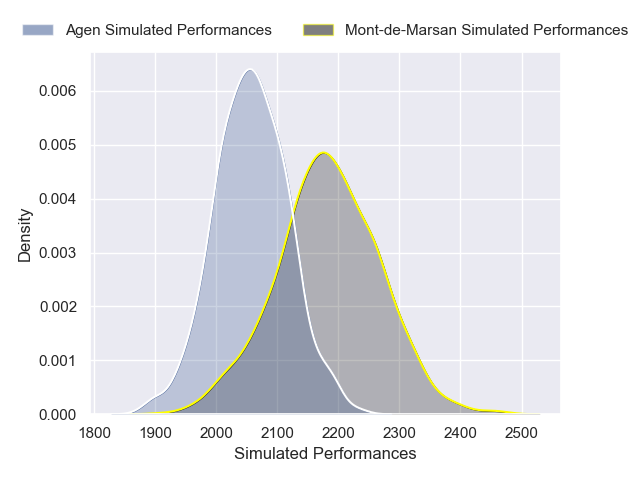 Agen Simulated Performances
Mont-de-Marsan Simulated Performances
Density
0.006
0.005
0.004
0.003
0.002
0.001
0.000
1800 1900 2000 2100 2200 2300 2400 2500
Simulated Performances